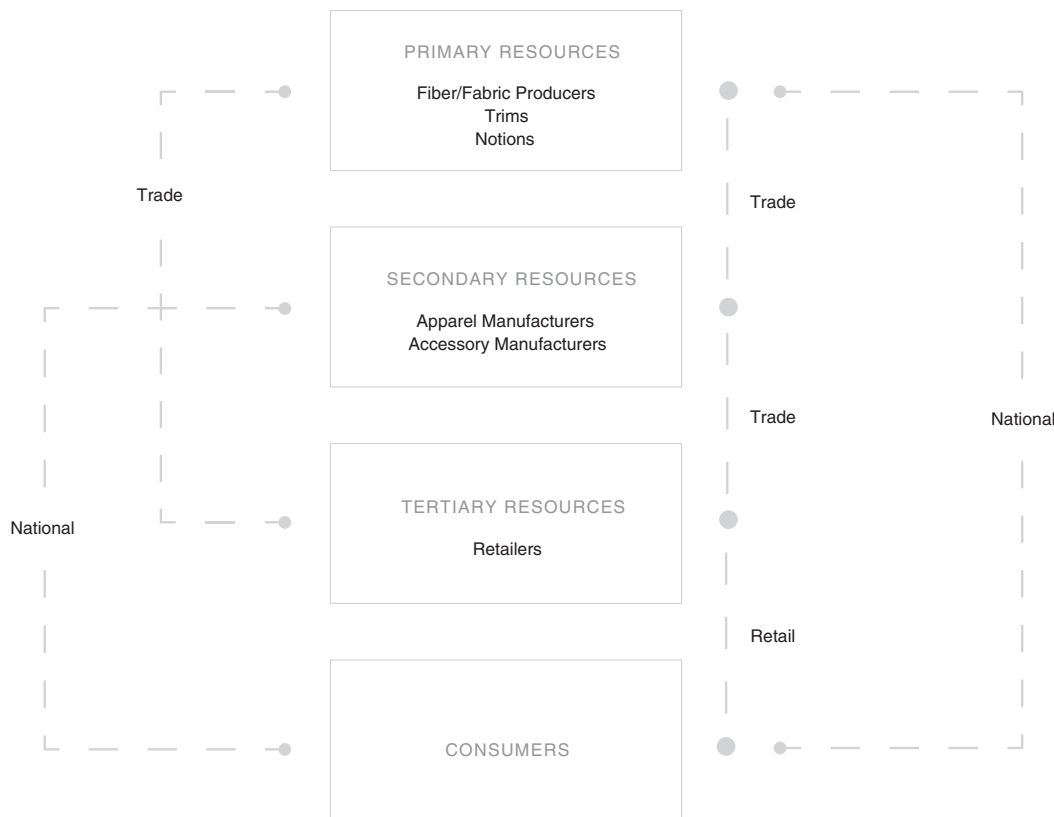 PRIMARY RESOURCES
Fiber/Fabric Producers
Trims
Notions
Trade
Trade
SECONDARY RESOURCES
Apparel Manufacturers
Accessory Manufacturers
Trade
National
TERTIARY RESOURCES
National
Retailers
Retail
CONSUMERS